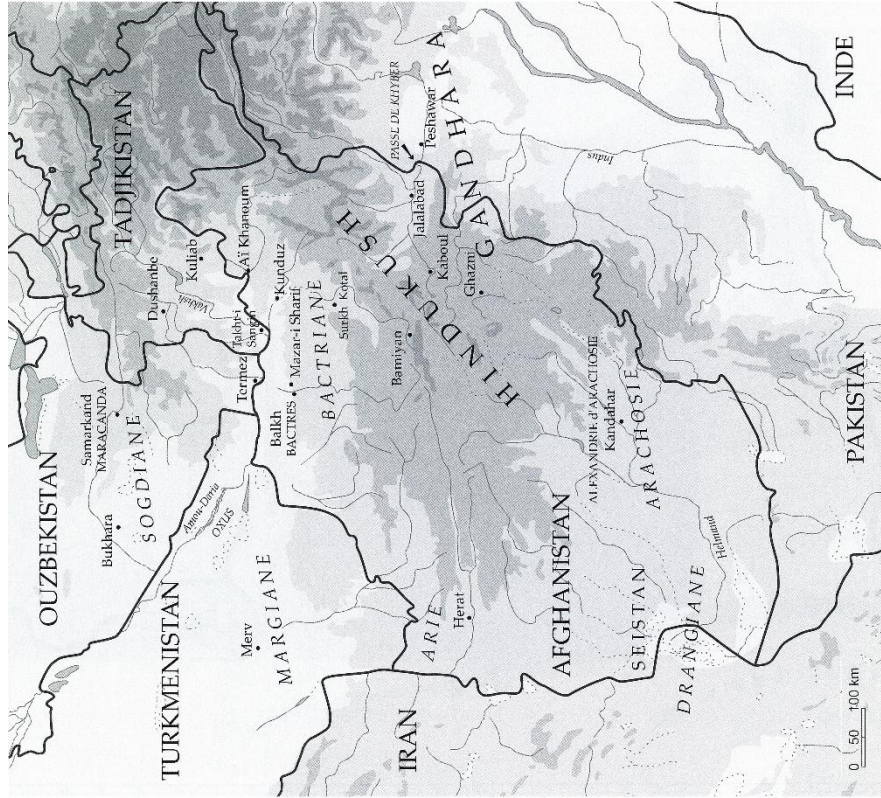 OUZBEKISTAN
TADJIKISTAN
Samarkand
MARACANDA
Bukhara
SOGDIANE
Dushanbe
Vakhsh
Kuliab
TURKMENISTAN
Amou-Daria
OXUS
Termez
Takht-i
Sangin
Aï Khanoum
Merv
MARGIANE
Balkh
BACTRES
Mazar-i Sharif
Kunduz
BACTRIANE
Surkh Kotal
HINDUKUSH
Bamiyan
Kaboul
Jalalabad
PASSE DE KHYBER
Peshawar
GANDHARA
Ghazni
IRAN
ARIE
Herat
AFGHANISTAN
ALEXANDRIE d'ARACHOSIE
Kandahar
ARACHOSIE
SEISTAN
DRANGIANE
Helmund
Indus
INDE
PAKISTAN
0 50 100 km